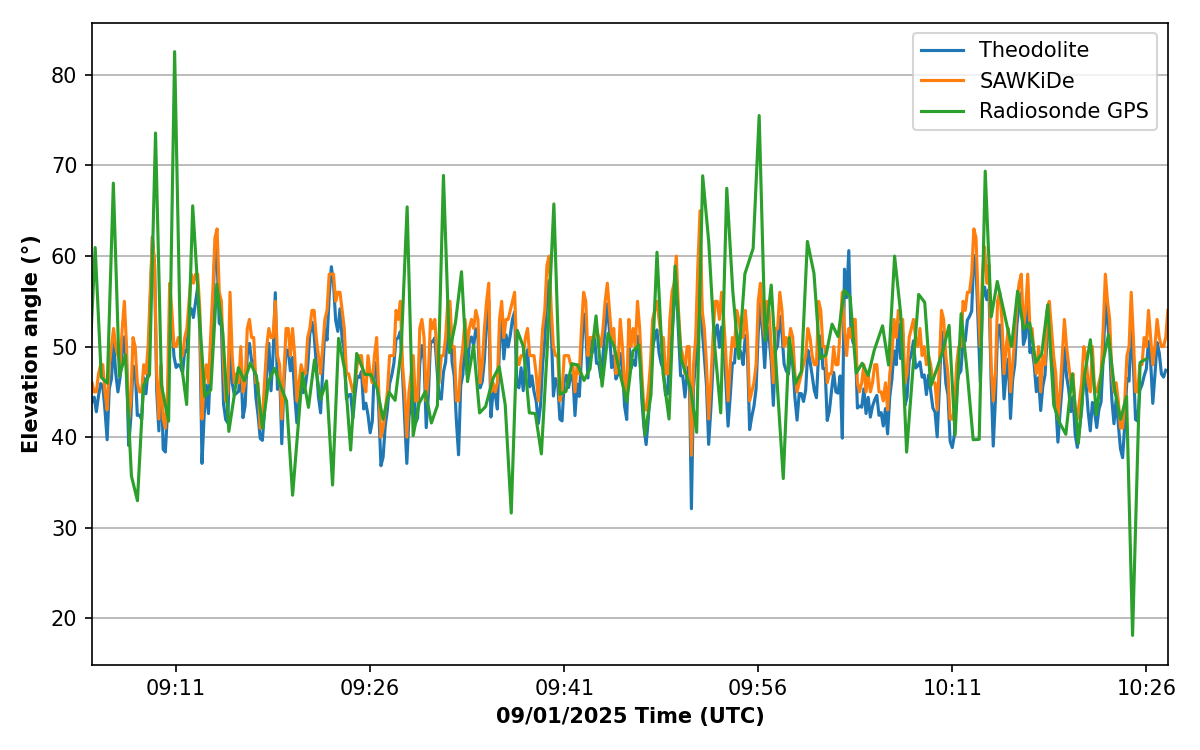 Theodolite
SAWKiDe
Radiosonde GPS
Elevation angle (°)
80
70
60
50
40
30
20
09:11
09:26
09:41
09:56
10:11
10:26
09/01/2025 Time (UTC)